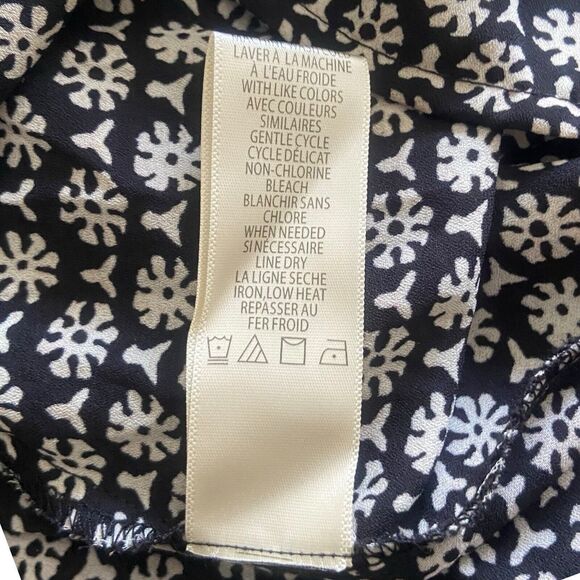 LAVER À LA MACHINE
À L'EAU FROIDE
WITH LIKE COLORS
AVEC COULEURS
SIMILAIRES
GENTLE CYCLE
CYCLE DÉLICAT
NON-CHLORINE
BLEACH
BLANCHIR SANS
CHLORE
WHEN NEEDED
SI NÉCESSAIRE
LINE DRY
LA LIGNE SECHE
IRON,LOW HEAT
REPASSER AU
FER FROID